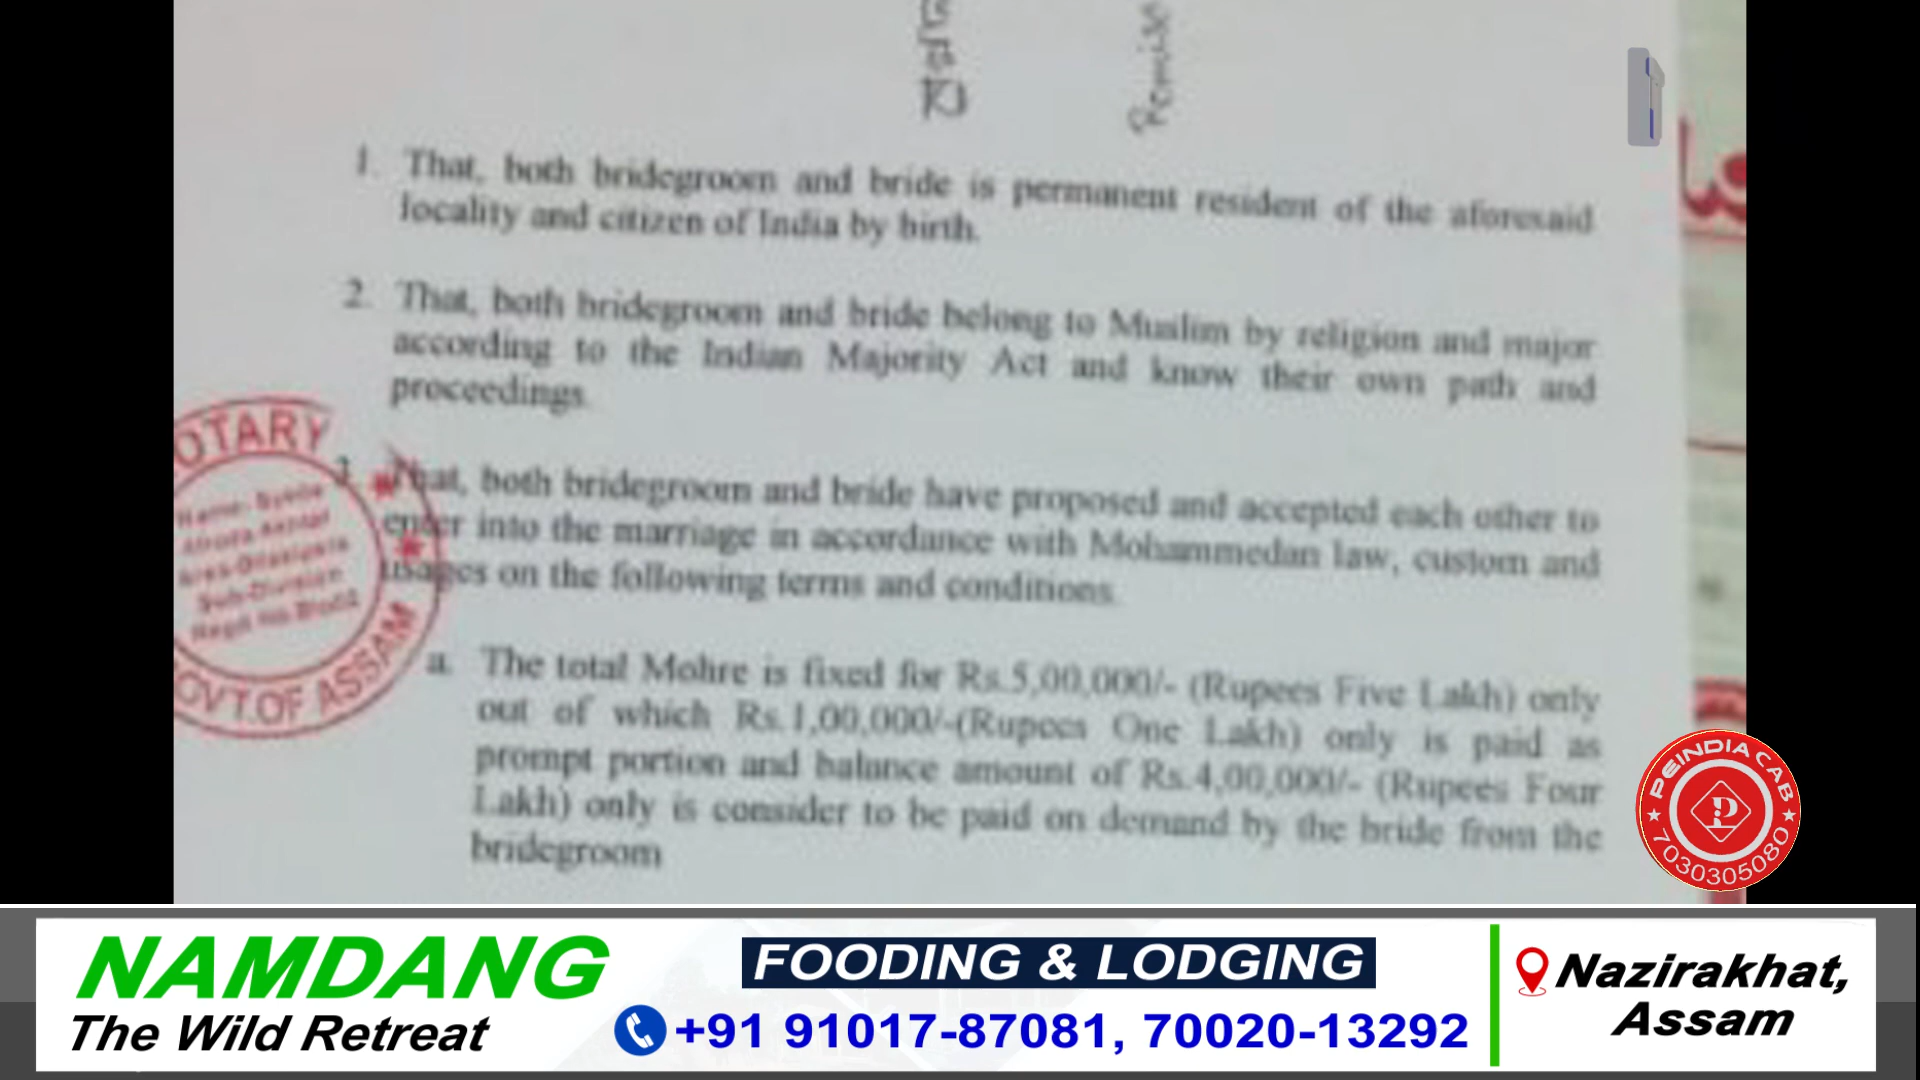 1. That, both bridegroom and bride is permanent resident of the aforesaid
locality and citizen of India by birth.
2. That, both bridegroom and bride belong to Muslim by religion and major
according to the Indian Majority Act and know their own path and
proceedings.
3. That, both bridegroom and bride have proposed and accepted each other to
enter into the marriage in accordance with Mohammedan law, custom and
usages on the following terms and conditions.
a. The total Mohre is fixed for Rs.5,00,000/- (Rupees Five Lakh) only
out of which Rs.1,00,000/-(Rupees One Lakh) only is paid as
prompt portion and balance amount of Rs.4,00,000/- (Rupees Four
Lakh) only is consider to be paid on demand by the bride from the
bridegroom
OTARY
Sub-Division
OVT.OF ASSAM
PEINDIA CAB
7030305080
NAMDANG
The Wild Retreat
FOODING & LODGING
+91 91017-87081, 70020-13292
Nazirakhat,
Assam